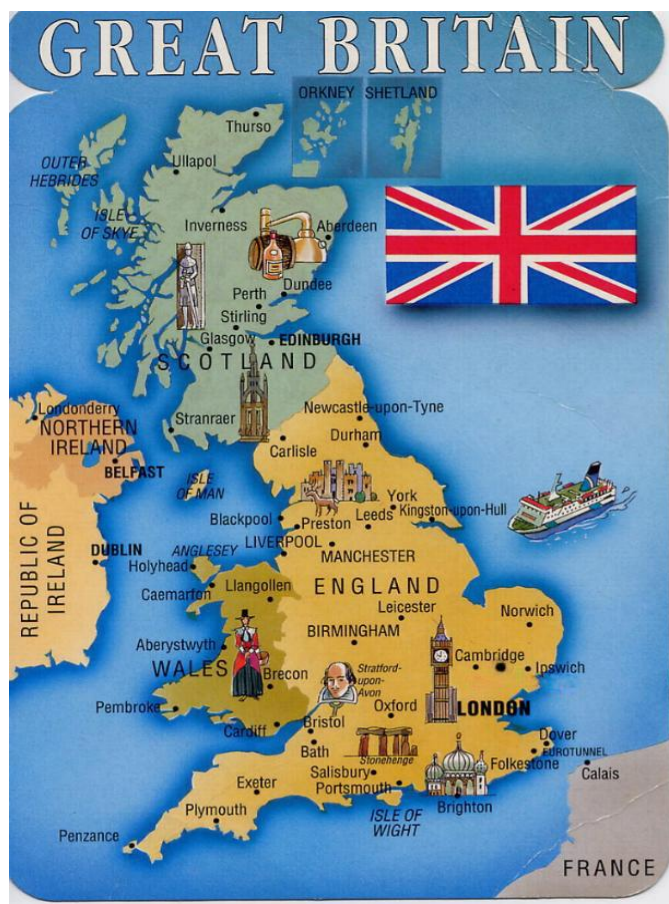 GREAT BRITAIN
ORKNEY
SHETLAND
Thurso
OUTER
HEBRIDES
Ullapol
ISLE
OF SKYE
Inverness
Aberdeen
Dundee
Perth
Stirling
Glasgow
EDINBURGH
SCOTLAND
Londonderry
NORTHERN
IRELAND
Stranraer
Newcastle-upon-Tyne
Durham
Carlisle
BELFAST
ISLE
OF MAN
York
Blackpool
Preston
Leeds
Kingston-upon-Hull
REPUBLIC OF
IRELAND
DUBLIN
ANGLESEY
LIVERPOOL
MANCHESTER
Holyhead
Caernarfon
Llangollen
ENGLAND
Leicester
Norwich
BIRMINGHAM
Aberystwyth
WALES
Brecon
Stratford-
upon-
Avon
Cambridge
Ipswich
Pembroke
Oxford
LONDON
Cardiff
Bristol
Bath
Stonehenge
Dover
EUROTUNNEL
Folkestone
Calais
Salisbury
Portsmouth
Exeter
Brighton
Plymouth
ISLE OF
WIGHT
Penzance
FRANCE